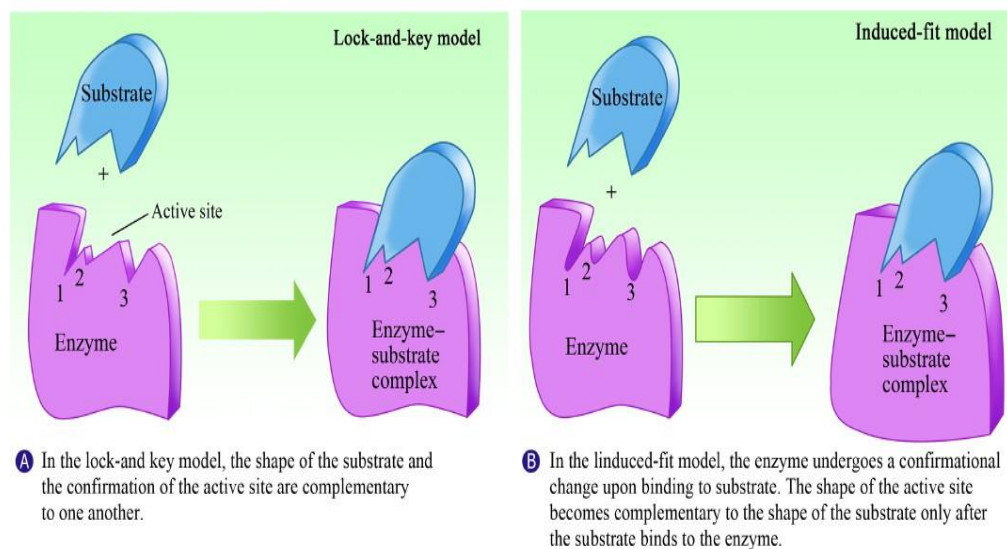 Lock-and-key model
Substrate
+
Active site
1
2
3
Enzyme
1
2
3
Enzyme–
substrate
complex
A In the lock-and key model, the shape of the substrate and
the confirmation of the active site are complementary
to one another.
Induced-fit model
Substrate
+
1
2
3
Enzyme
1
2
3
Enzyme–
substrate
complex
B In the linduced-fit model, the enzyme undergoes a confirmational
change upon binding to substrate. The shape of the active site
becomes complementary to the shape of the substrate only after
the substrate binds to the enzyme.